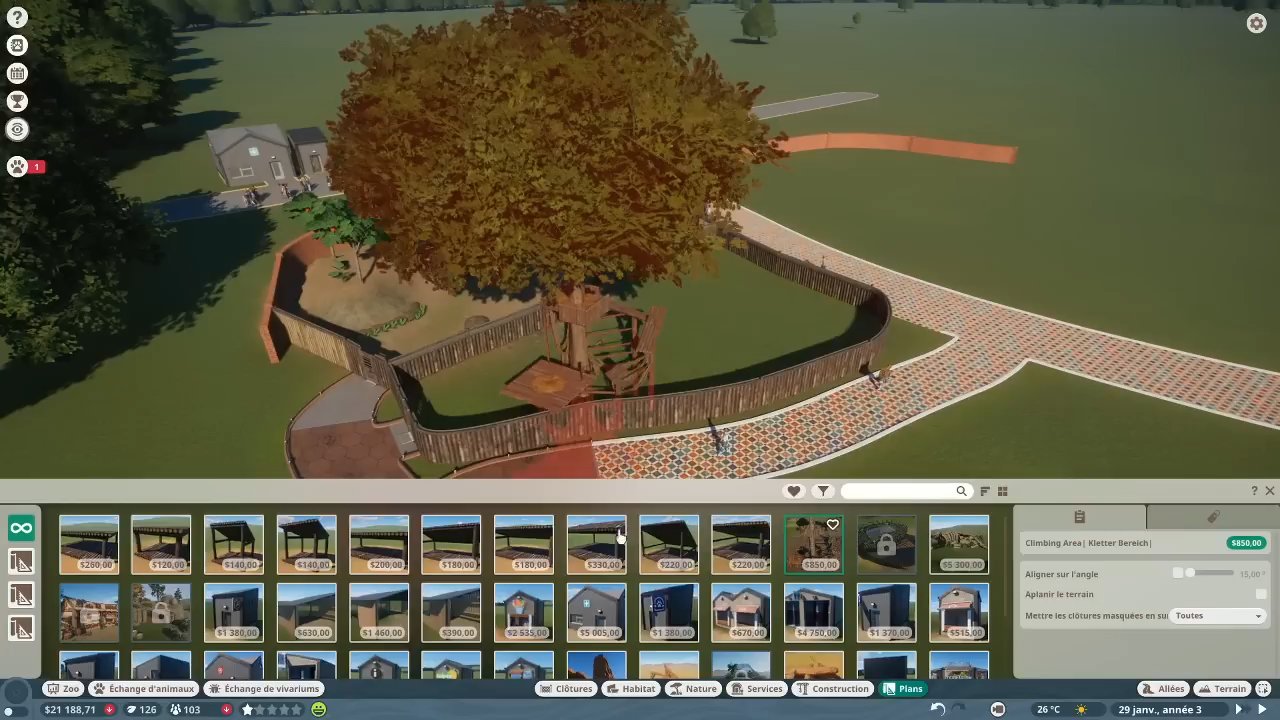 1
$260,00
$120,00
$140,00
$140,00
$200,00
$180,00
$180,00
$330,00
$220,00
$220,00
$850,00
$5 300,00
$1 380,00
$630,00
$1 460,00
$390,00
$2 535,00
$5 005,00
$1 380,00
$670,00
$4 750,00
$1 370,00
$515,00
Climbing Area| Kletter Bereich|
$850,00
Aligner sur l'angle
15,00°
Aplanir le terrain
Mettre les clôtures masquées en su
Toutes
Zoo
Échange d'animaux
Échange de vivariums
Clôtures
Habitat
Nature
Services
Construction
Plans
Allées
Terrain
$21 188,71
126
103
26 °C
29 janv., année 3